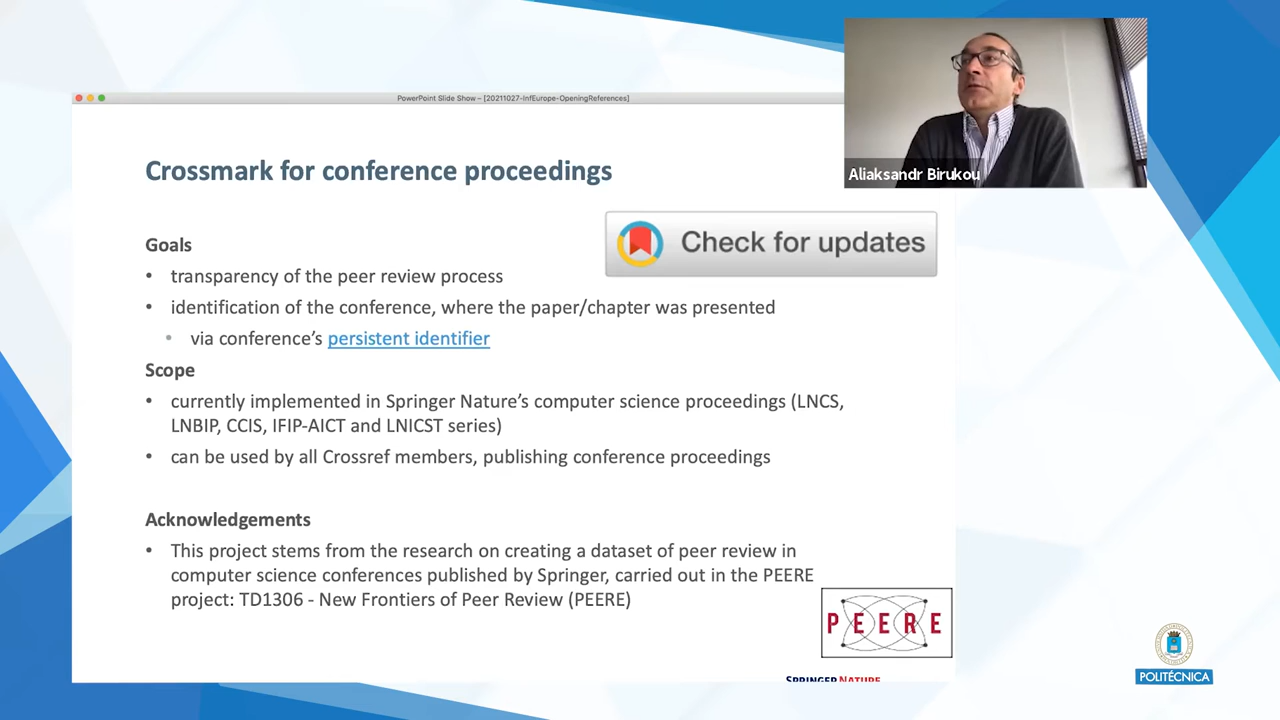 PowerPoint Slide Show – [20211027-InfEurope-OpeningReferences]
Aliaksandr Birukou
Crossmark for conference proceedings
Check for updates
Goals
• transparency of the peer review process
• identification of the conference, where the paper/chapter was presented
• via conference’s persistent identifier
Scope
• currently implemented in Springer Nature’s computer science proceedings (LNCS,
LNBIP, CCIS, IFIP-AICT and LNICST series)
• can be used by all Crossref members, publishing conference proceedings
Acknowledgements
• This project stems from the research on creating a dataset of peer review in
computer science conferences published by Springer, carried out in the PEERE
project: TD1306 - New Frontiers of Peer Review (PEERE)
PEERE
SPRINGER NATURE
POLITÉCNICA